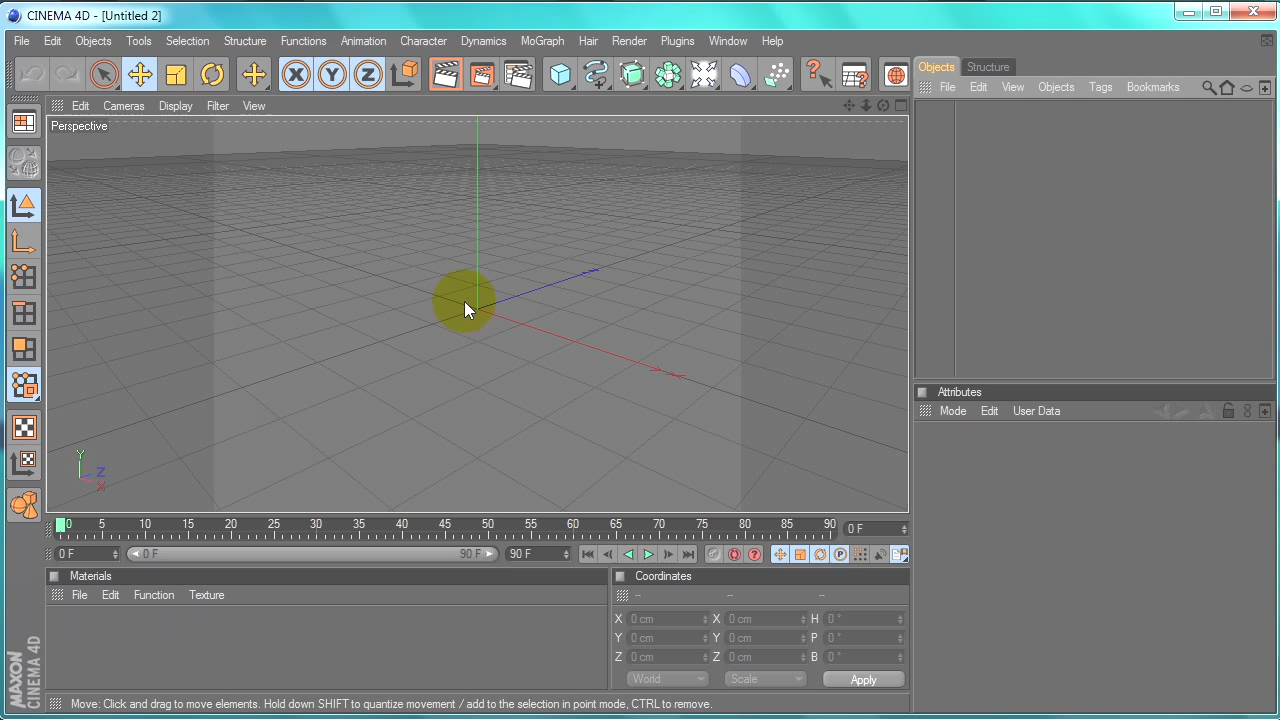 CINEMA 4D - [Untitled 2]
File Edit Objects Tools Selection Structure Functions Animation Character Dynamics MoGraph Hair Render Plugins Window Help
X Y Z
Objects Structure
File Edit View Objects Tags Bookmarks
Edit Cameras Display Filter View
Perspective
Y
Z
X
Attributes
Mode Edit User Data
0 5 10 15 20 25 30 35 40 45 50 55 60 65 70 75 80 85 90 0 F
0 F 0 F 90 F 90 F
P
Materials
File Edit Function Texture
Coordinates
-- -- --
X 0 cm X 0 cm H 0 °
Y 0 cm Y 0 cm P 0 °
Z 0 cm Z 0 cm B 0 °
World Scale Apply
MAXON
CINEMA 4D
Move: Click and drag to move elements. Hold down SHIFT to quantize movement / add to the selection in point mode, CTRL to remove.